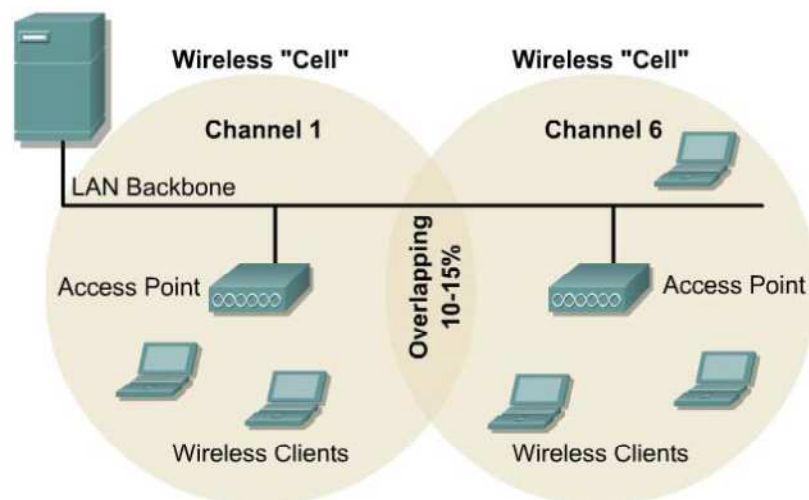 Wireless "Cell"
Wireless "Cell"
Channel 1
Channel 6
LAN Backbone
Overlapping
10-15%
Access Point
Access Point
Wireless Clients
Wireless Clients